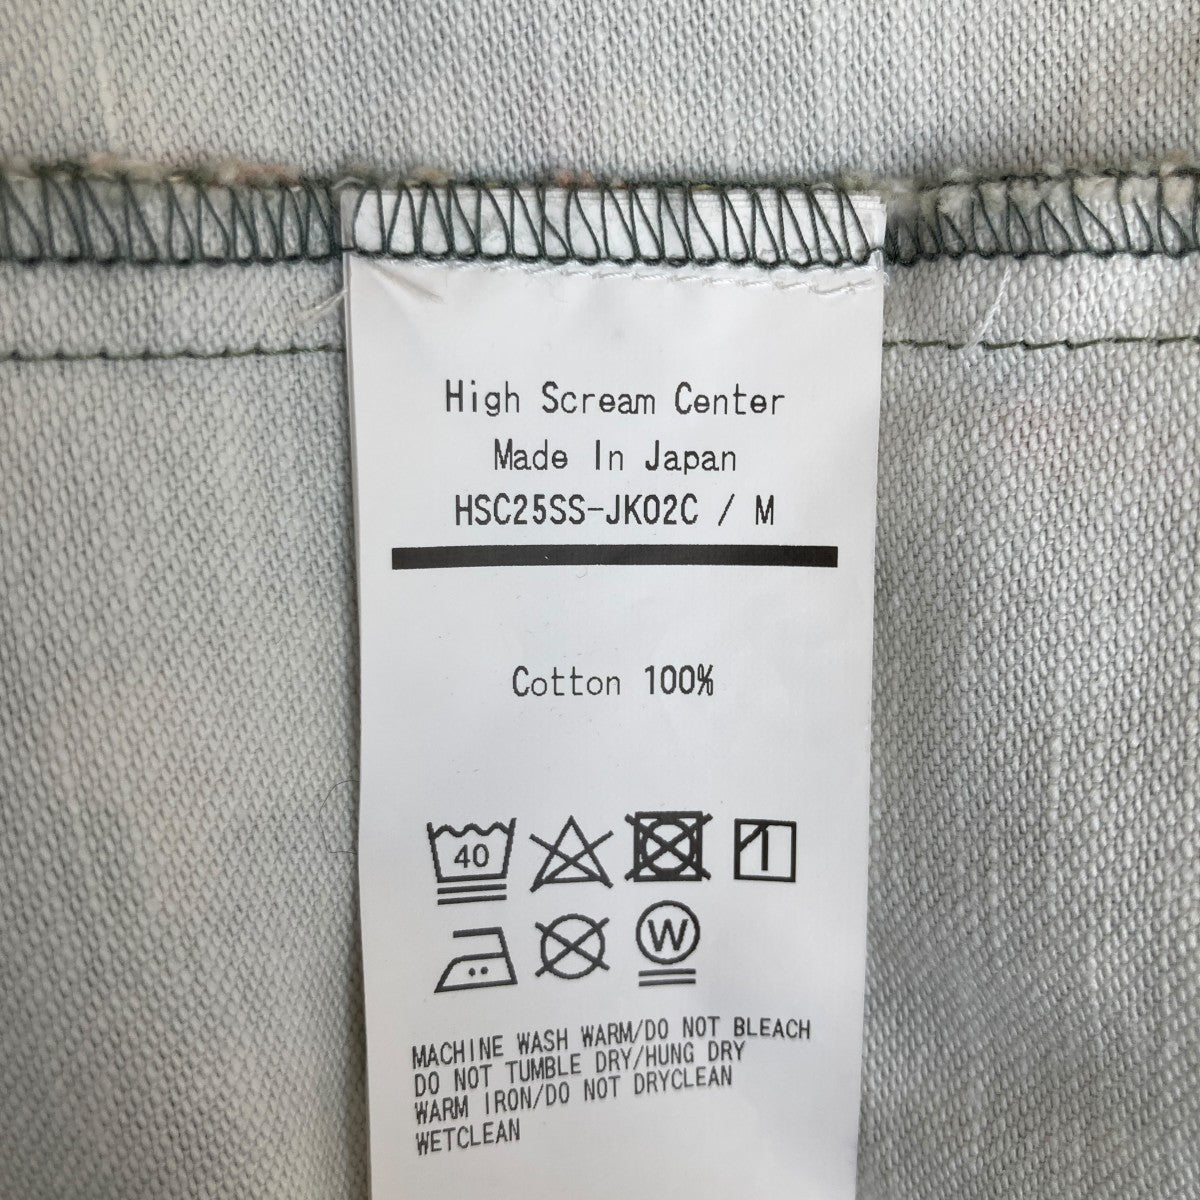 High Scream Center
Made In Japan
HSC25SS-JK02C / M
Cotton 100%
40
W
MACHINE WASH WARM/DO NOT BLEACH
DO NOT TUMBLE DRY/HUNG DRY
WARM IRON/DO NOT DRYCLEAN
WETCLEAN